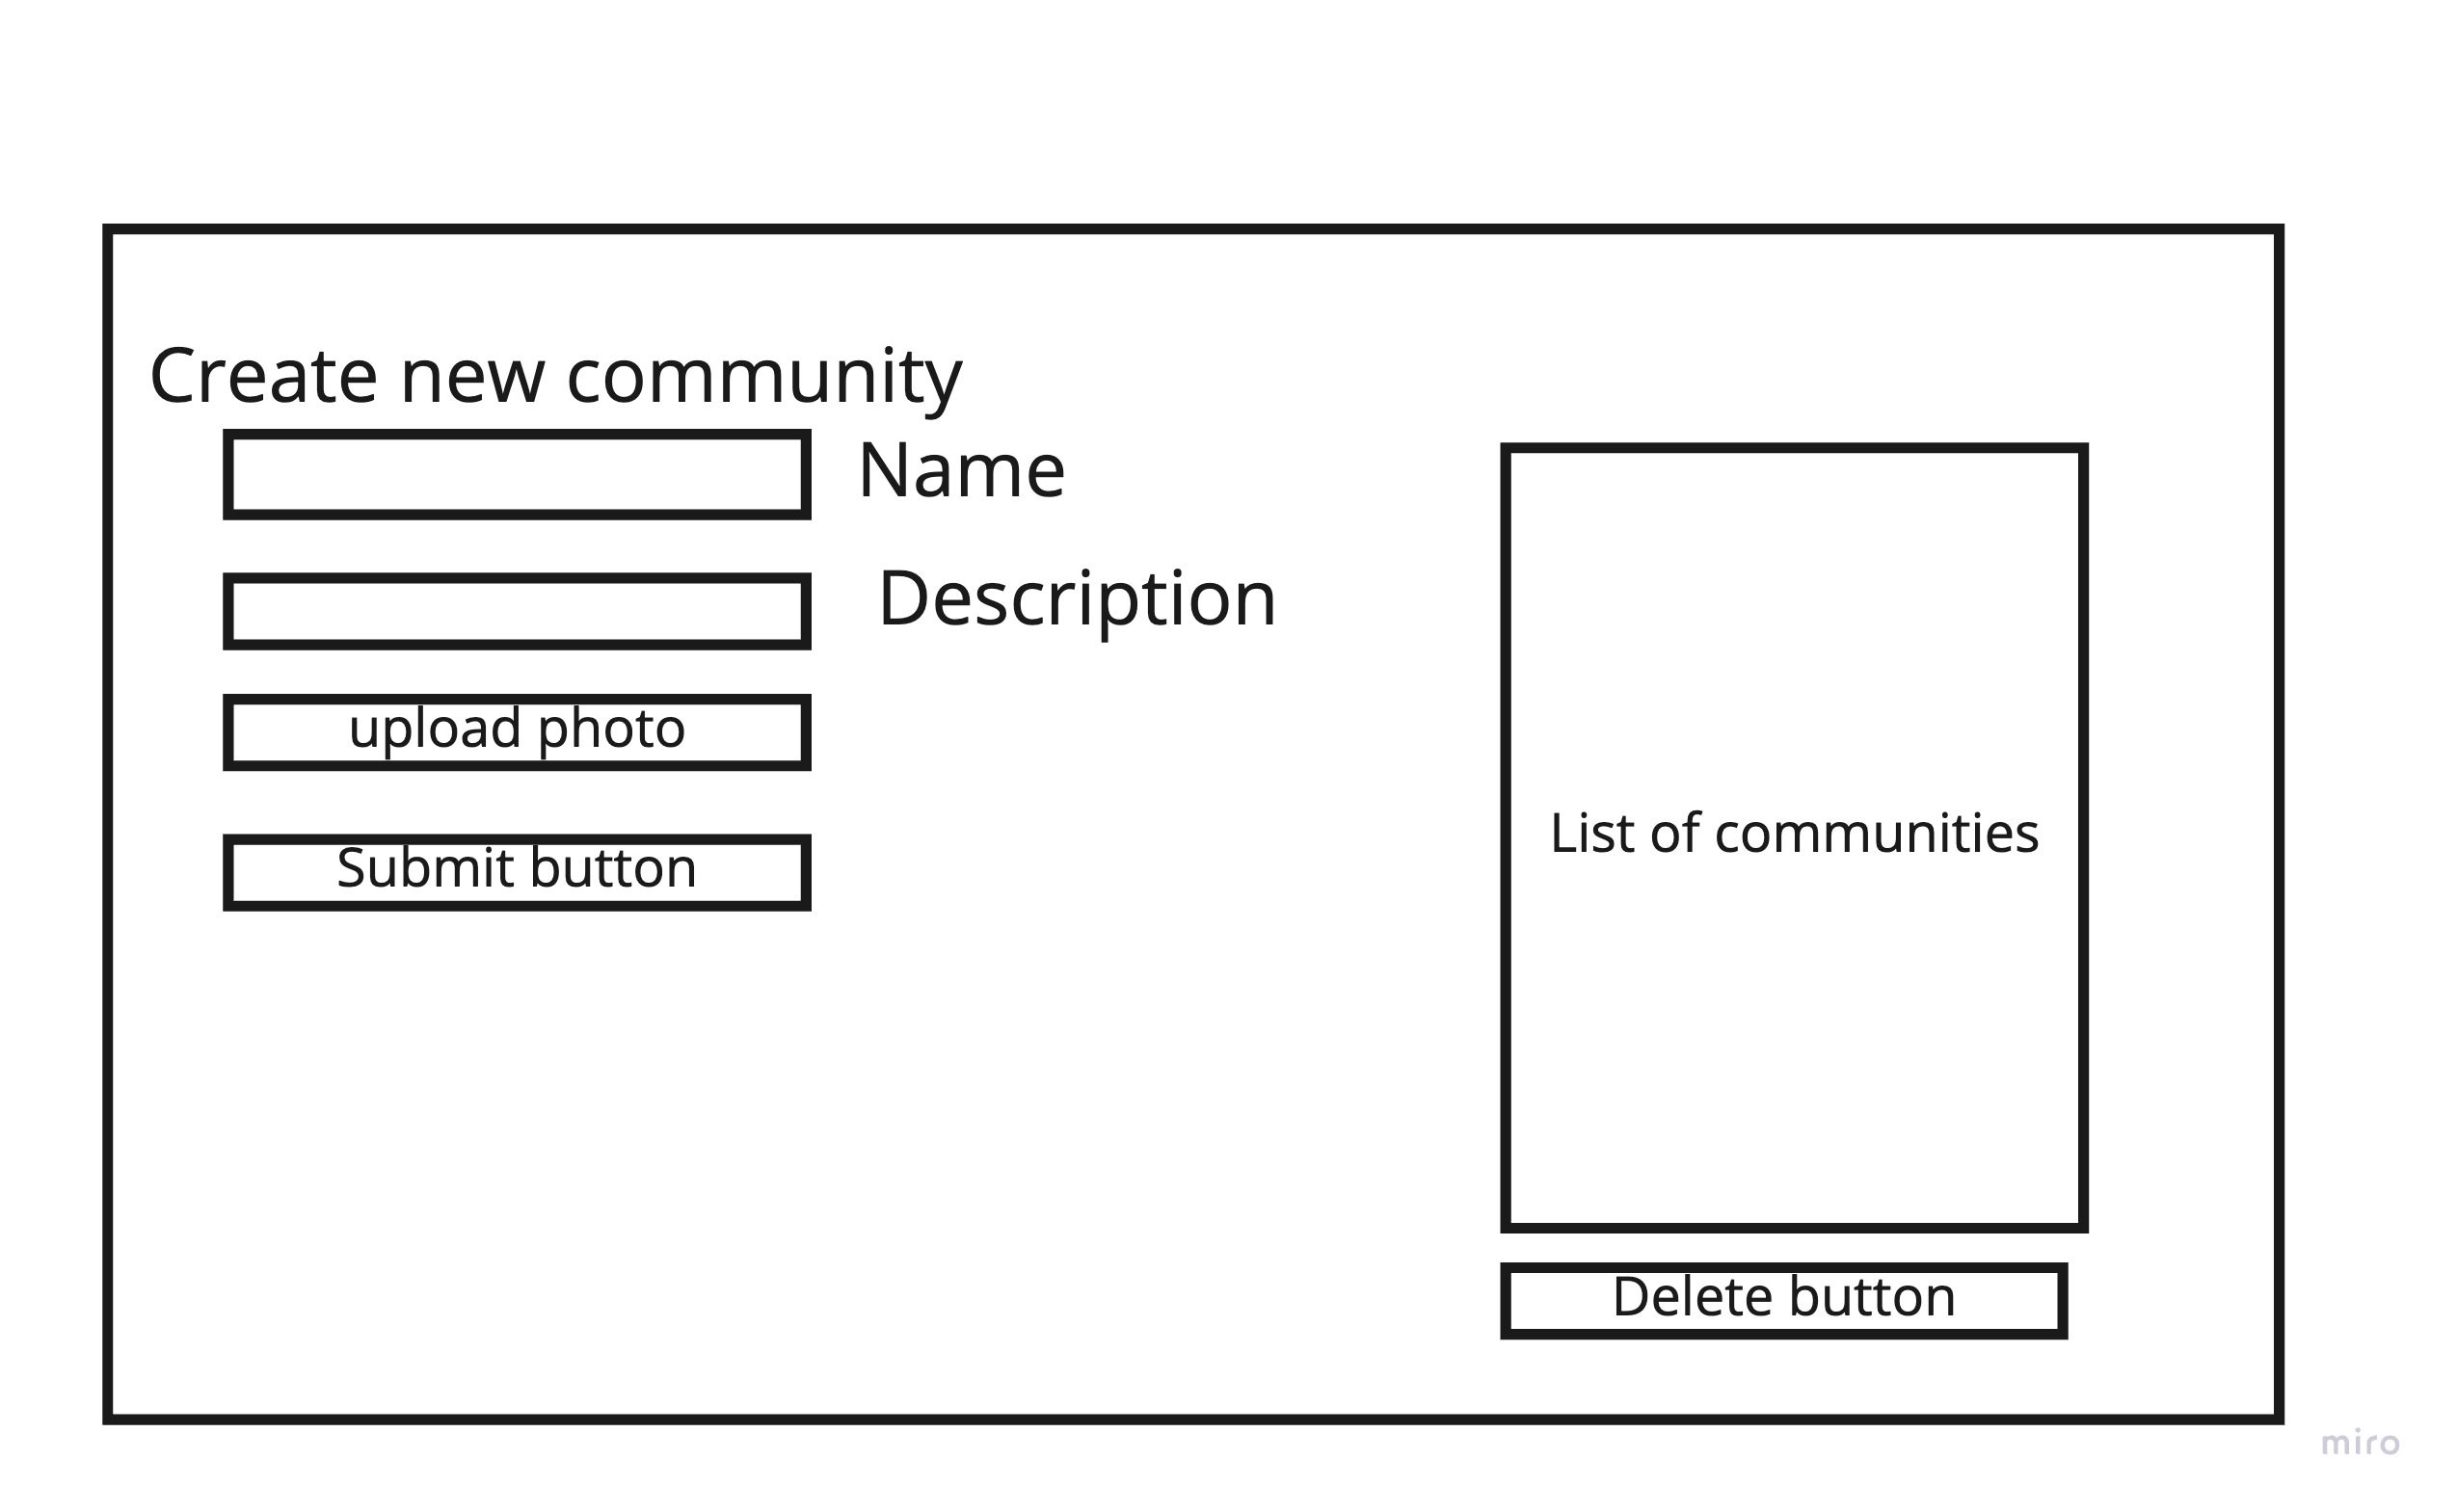 Create new community
Name
Description
upload photo
Submit button
List of communities
Delete button
miro